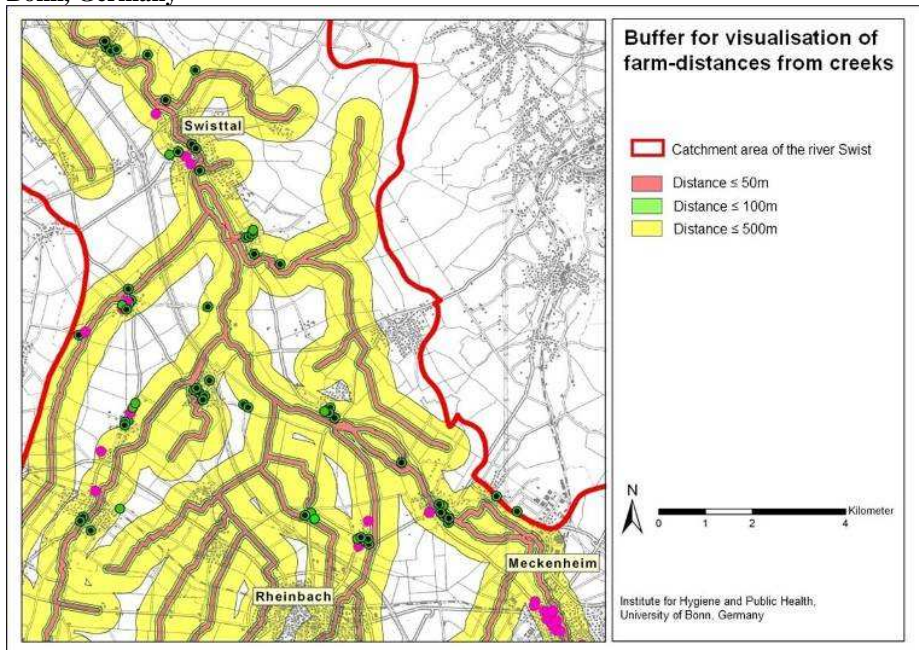 Bonn, Germany
Swisttal
Rheinbach
Meckenheim
Buffer for visualisation of
farm-distances from creeks
Catchment area of the river Swist
Distance ≤ 50m
Distance ≤ 100m
Distance ≤ 500m
N
Kilometer
0 1 2 4
Institute for Hygiene and Public Health,
University of Bonn, Germany